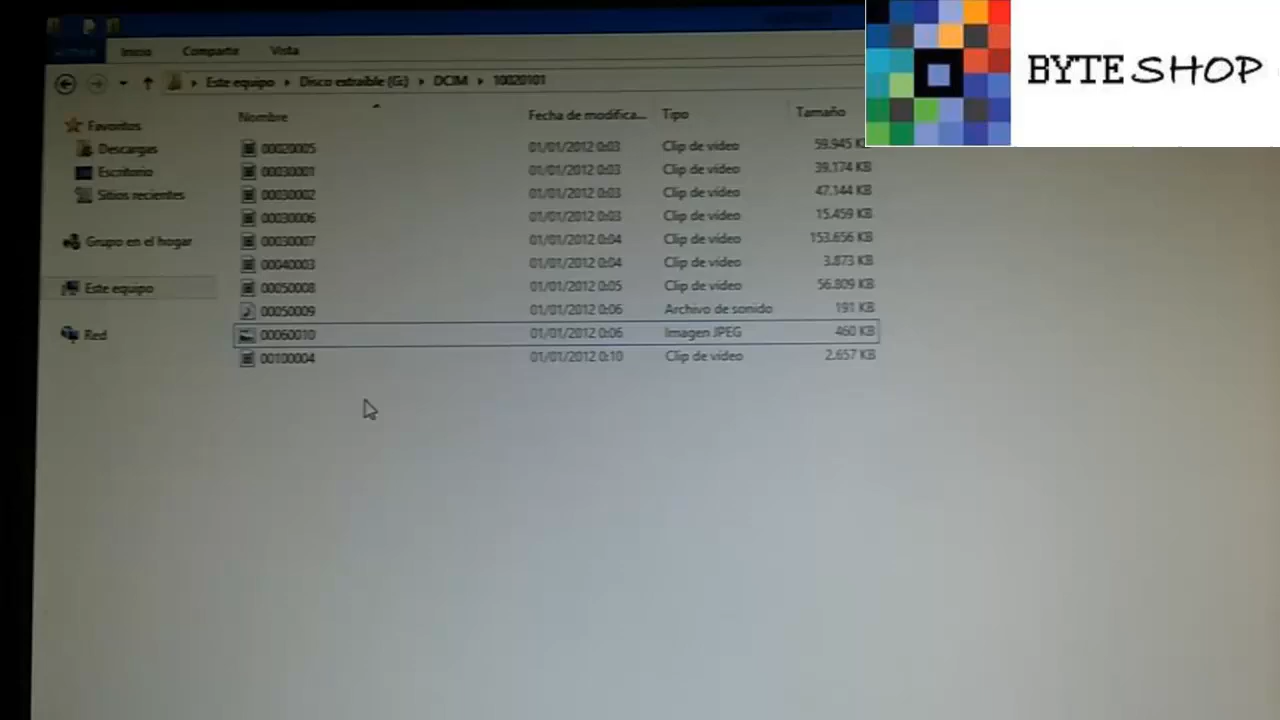 BYTE SHOP
Inicio Compartir Vista
Este equipo Disco extraíble (G:) DCIM 10020101
Nombre Fecha de modifica... Tipo Tamaño
Favoritos
Descargas
Escritorio
Sitios recientes
Grupo en el hogar
Este equipo
Red
00020005 01/01/2012 0:03 Clip de vídeo 59.945 K
00030001 01/01/2012 0:03 Clip de vídeo 39.174 KB
00030002 01/01/2012 0:03 Clip de vídeo 47.144 KB
00030006 01/01/2012 0:03 Clip de vídeo 15.459 KB
00030007 01/01/2012 0:04 Clip de vídeo 153.656 KB
00040003 01/01/2012 0:04 Clip de vídeo 3.873 KB
00050008 01/01/2012 0:05 Clip de vídeo 56.809 KB
00050009 01/01/2012 0:06 Archivo de sonido 191 KB
00060010 01/01/2012 0:06 Imagen JPEG 460 KB
00100004 01/01/2012 0:10 Clip de vídeo 2.657 KB